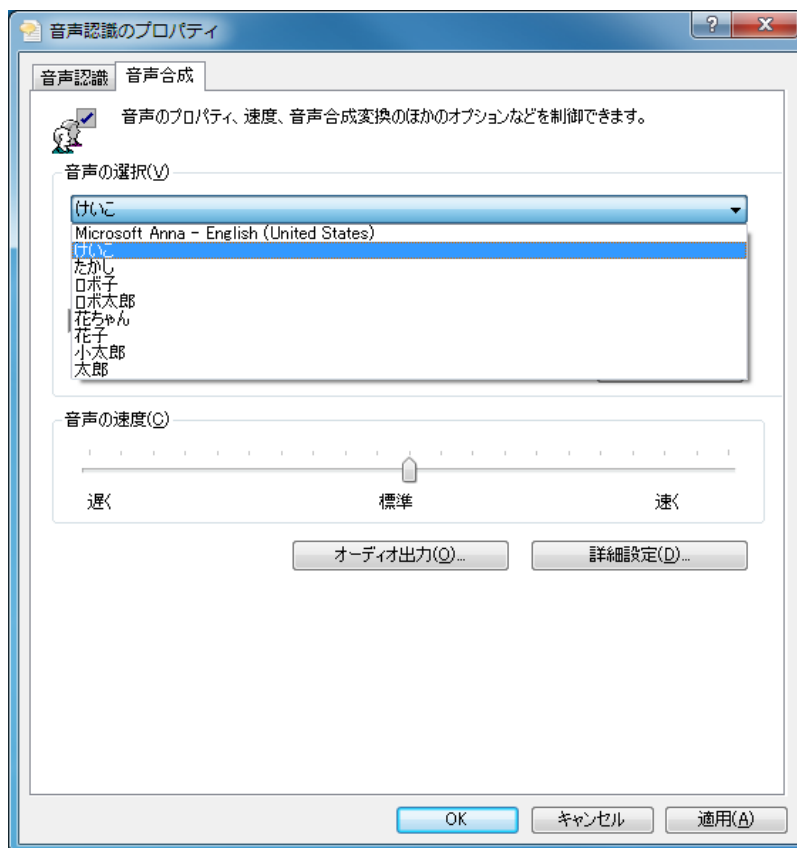 音声認識のプロパティ
音声認識 音声合成
音声のプロパティ、速度、音声合成変換のほかのオプションなどを制御できます。
音声の選択(V)
けいこ
Microsoft Anna - English (United States)
けいこ
たかし
ロボ子
ロボ太郎
花ちゃん
花子
小太郎
太郎
音声の速度(C)
遅く 標準 速く
オーディオ出力(O)... 詳細設定(D)...
OK キャンセル 適用(A)